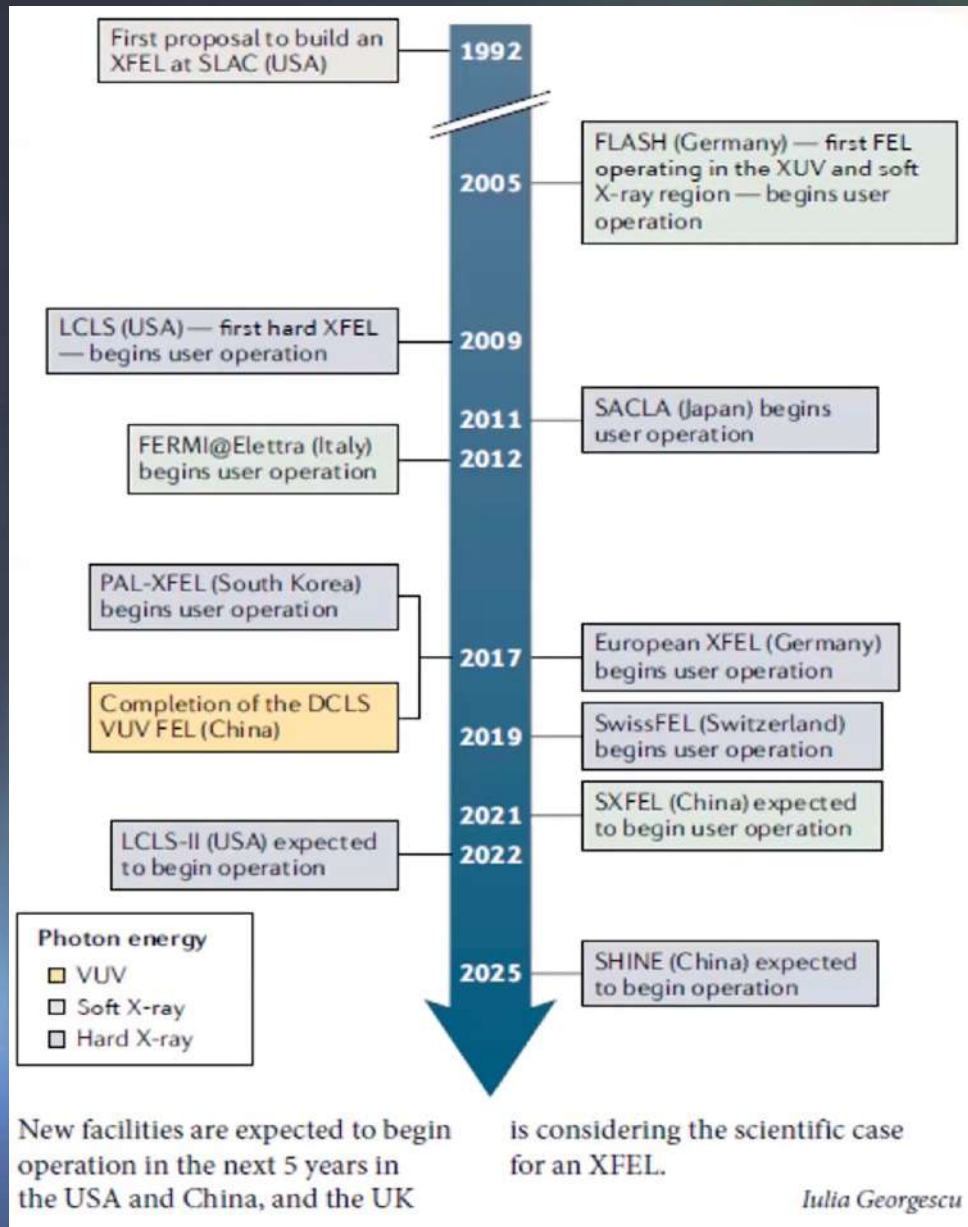 First proposal to build an
XFEL at SLAC (USA)
1992
FLASH (Germany) — first FEL
operating in the XUV and soft
X-ray region — begins user
operation
2005
LCLS (USA) — first hard XFEL
— begins user operation
2009
2011
SACLA (Japan) begins
user operation
FERMI@Elettra (Italy)
begins user operation
2012
PAL-XFEL (South Korea)
begins user operation
2017
European XFEL (Germany)
begins user operation
Completion of the DCLS
VUV FEL (China)
2019
SwissFEL (Switzerland)
begins user operation
2021
SXFEL (China) expected
to begin user operation
LCLS-II (USA) expected
to begin operation
2022
Photon energy
VUV
Soft X-ray
Hard X-ray
2025
SHINE (China) expected
to begin operation
New facilities are expected to begin
operation in the next 5 years in
the USA and China, and the UK
is considering the scientific case
for an XFEL.
Iulia Georgescu